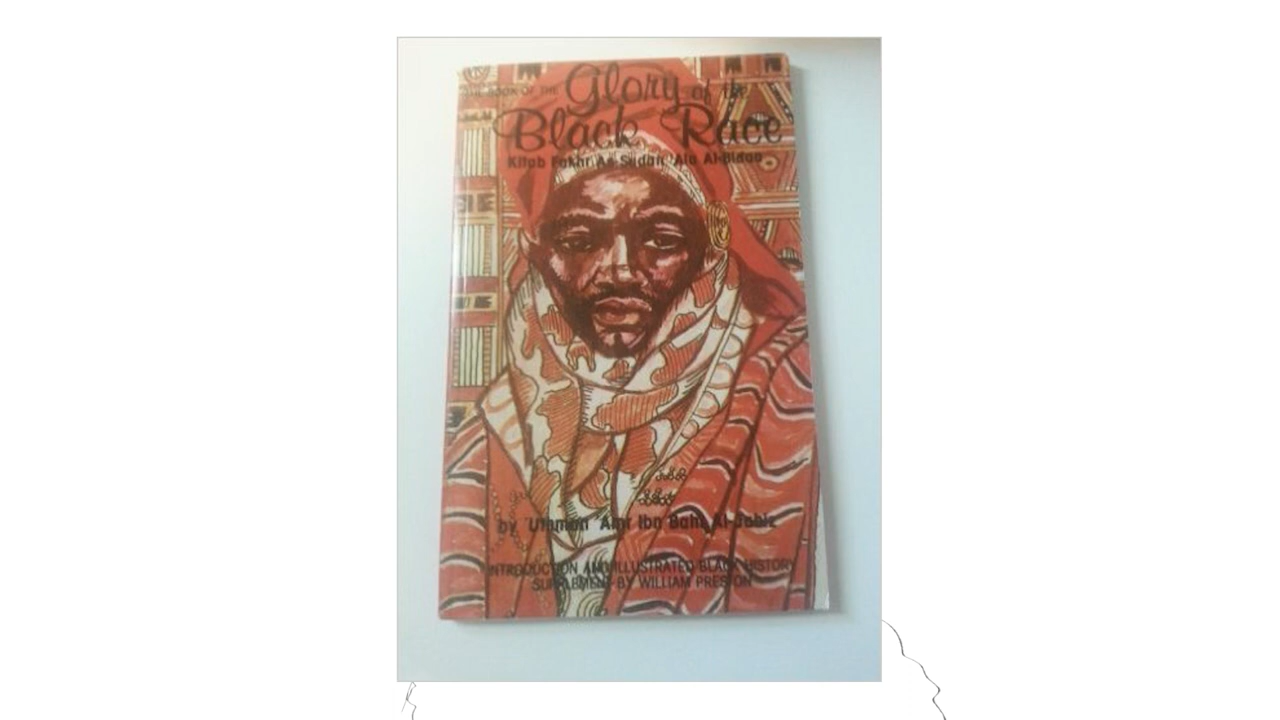 THE BOOK OF THE Glory of the
Black Race
Kitab Fakhr As-Sudan 'Ala Al-Bidan
by 'Uthman 'Amr Ibn Bahr Al-Jahiz
INTRODUCTION AND ILLUSTRATED BLACK HISTORY
SUPPLEMENT BY WILLIAM PRESTON